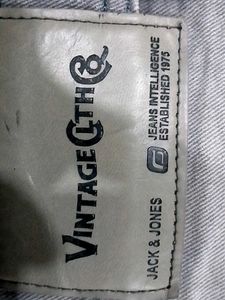 VINTAGE CLTH CO
JEANS INTELLIGENCE
ESTABLISHED 1975
JACK & JONES